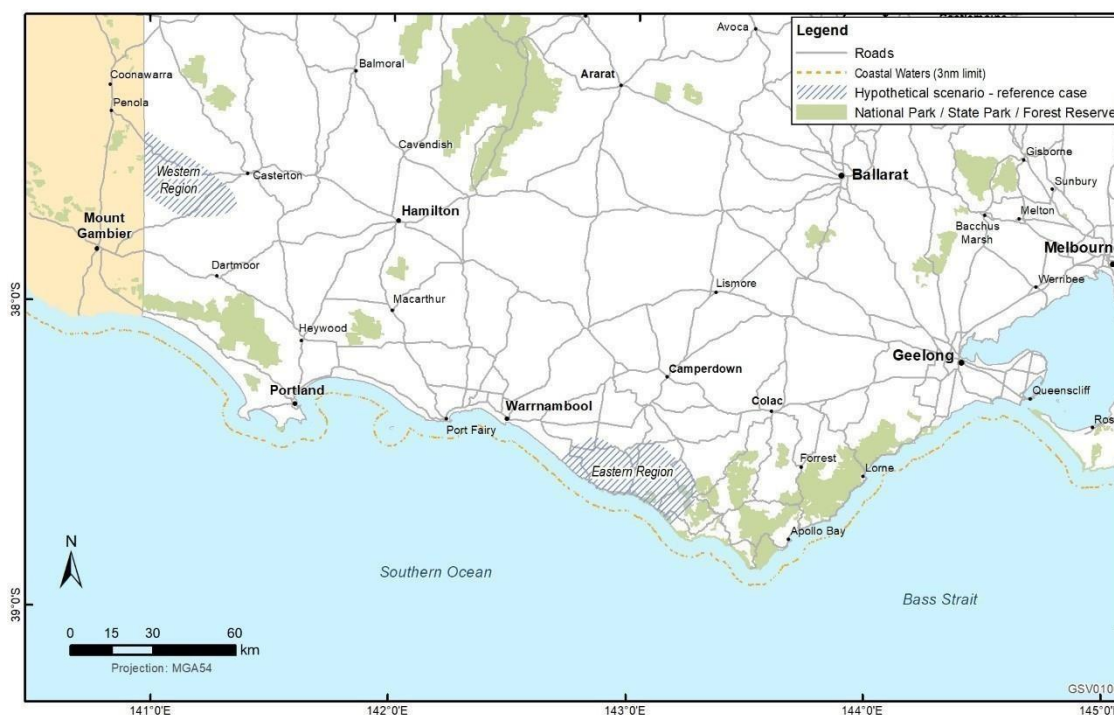 Avoca
Legend
Roads
Coastal Waters (3nm limit)
Hypothetical scenario - reference case
National Park / State Park / Forest Reserve
Coonawarra
Balmoral
Ararat
Penola
Cavendish
Gisborne
Western
Region
Casterton
Ballarat
Sunbury
Mount
Gambier
Hamilton
Bacchus
Marsh
Melton
Melbourn
Dartmoor
Macarthur
Lismore
Werribee
38°0'S
Heywood
Geelong
Camperdown
Portland
Warrnambool
Colac
Queenscliff
Port Fairy
Ros
Eastern Region
Forrest
Lorne
Apollo Bay
N
Southern Ocean
Bass Strait
39°0'S
0 15 30 60
km
Projection: MGA54
GSV010
141°0'E 142°0'E 143°0'E 144°0'E 145°0